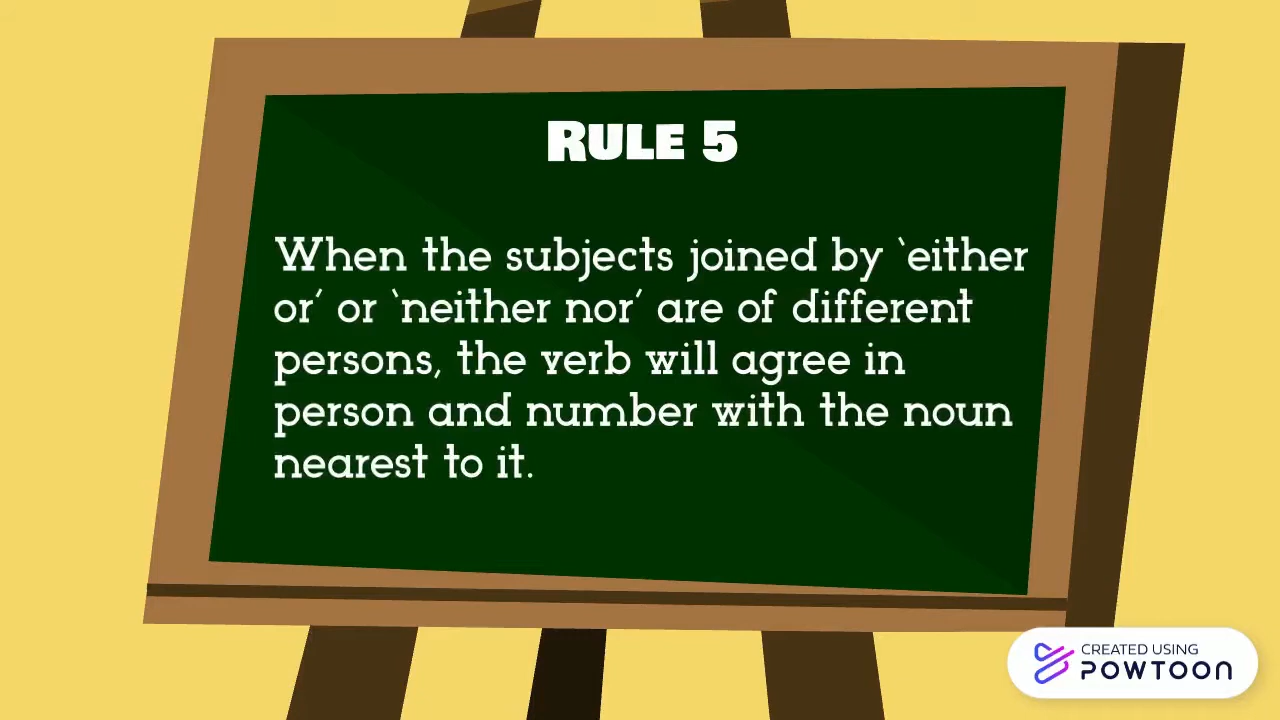 RULE 5
When the subjects joined by ‘either
or’ or ‘neither nor’ are of different
persons, the verb will agree in
person and number with the noun
nearest to it.
CREATED USING
POWTOON